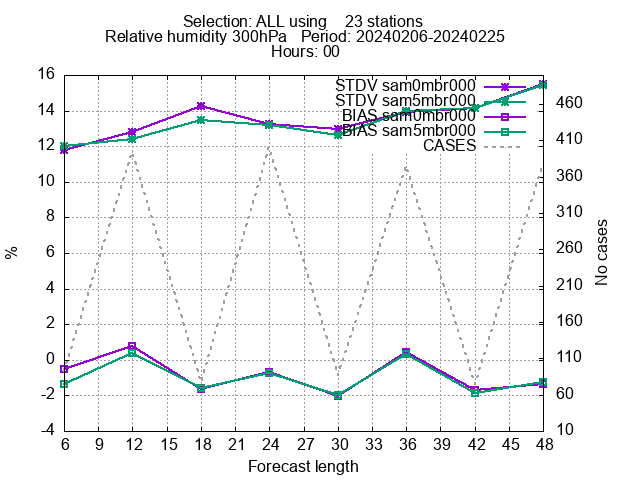 Selection: ALL using    23 stations
Relative humidity 300hPa   Period: 20240206-20240225
Hours: 00
STDV sam0mbr000
STDV sam5mbr000
BIAS sam0mbr000
BIAS sam5mbr000
CASES
16
14
12
10
8
6
4
2
0
-2
-4
%
460
410
360
310
260
210
160
110
60
10
No cases
6 9 12 15 18 21 24 27 30 33 36 39 42 45 48
Forecast length